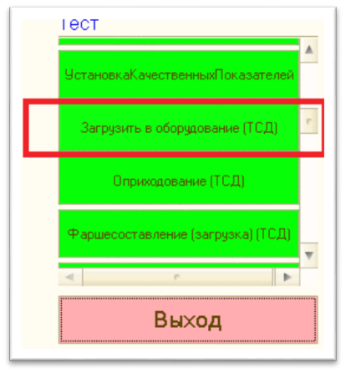 Тест
УстановкаКачественныхПоказателей
Загрузить в оборудование (ТСД)
Оприходование (ТСД)
Фаршесоставление (загрузка) (ТСД)
Выход